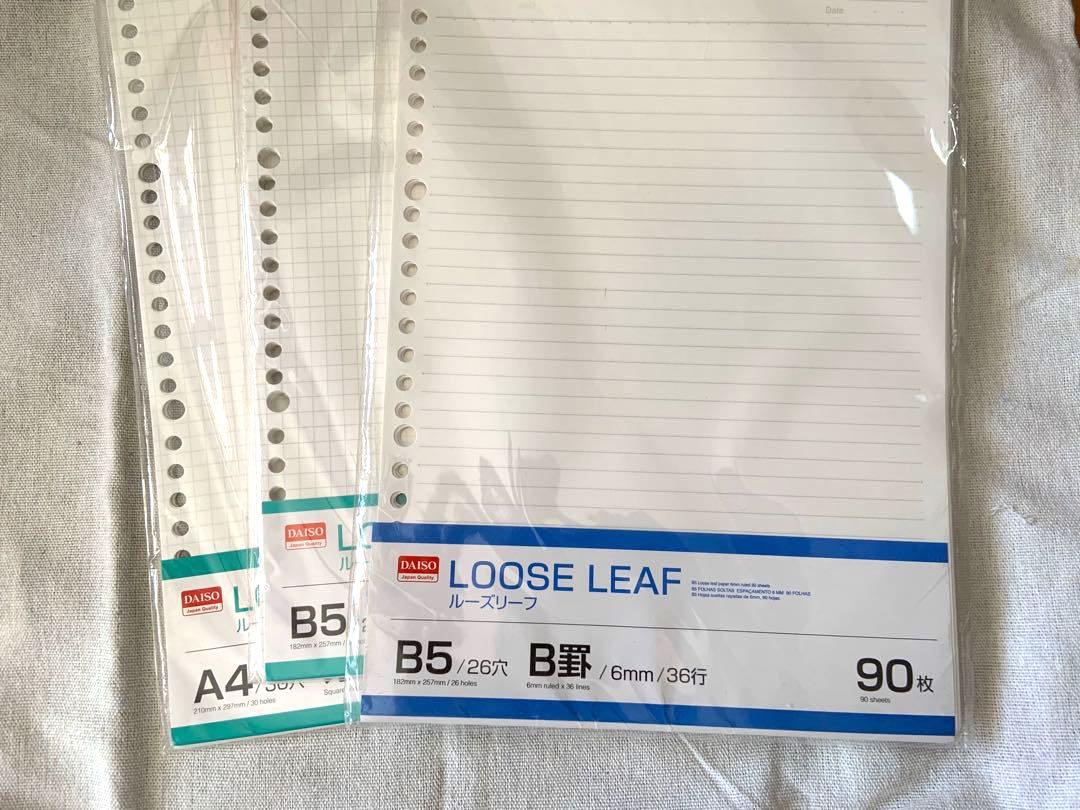 Date
DAISO
Japan Quality
LOOSE LEAF
ルーズリーフ
B5 Loose leaf paper 6mm ruled 90 sheets
B5 FOLHAS SOLTAS ESPAÇAMENTO 6 MM 90 FOLHAS
B5 Hojas sueltas rayadas de 6mm, 90 hojas.
B5/26穴 B罫/6mm/36行 90枚
182mm x 257mm / 26 holes 6mm ruled x 36 lines 90 sheets
DAISO
Japan Quality
B5/
182mm x 257mm /
DAISO
Japan Quality
A4/30穴
210mm x 297mm / 30 holes Square